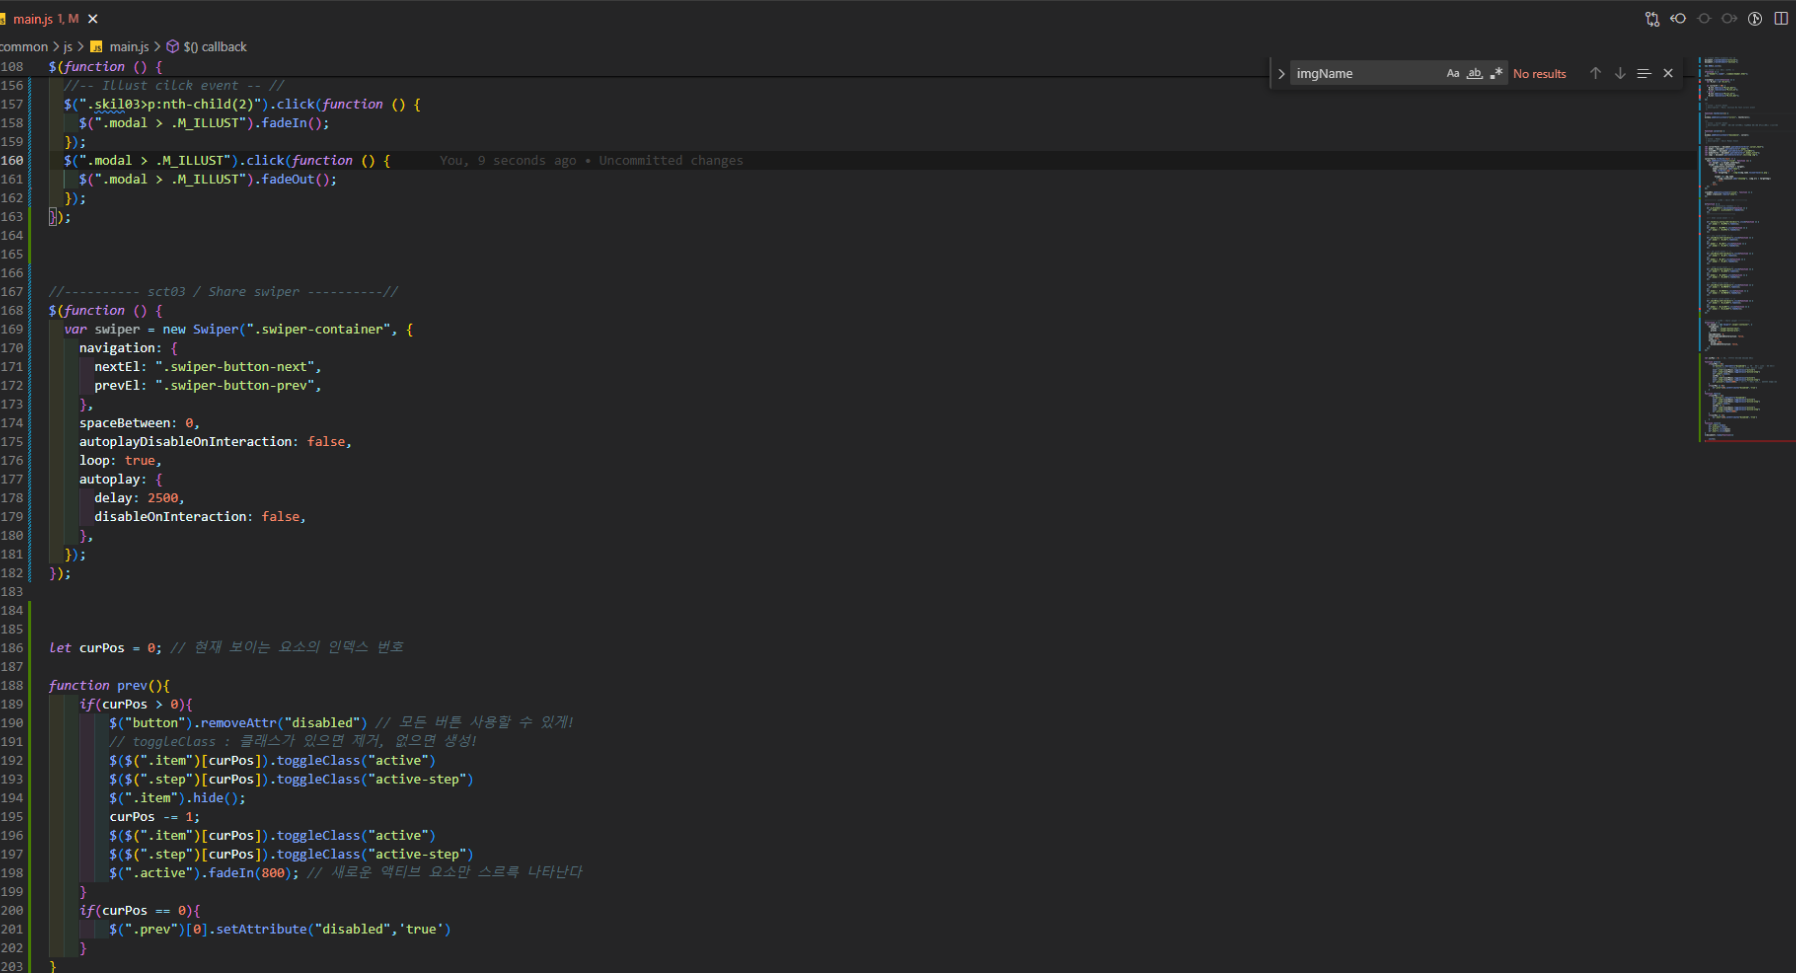 main.js 1, M
common > js > main.js > $() callback
imgName Aa ab .* No results
108 $(function () {
156 //-- Illust cilck event -- //
157 $(".skil03>p:nth-child(2)").click(function () {
158 $(".modal > .M_ILLUST").fadeIn();
159 });
160 $(".modal > .M_ILLUST").click(function () { You, 9 seconds ago • Uncommitted changes
161 $(".modal > .M_ILLUST").fadeOut();
162 });
163 });
164
165
166
167 //---------- sct03 / Share swiper ----------//
168 $(function () {
169 var swiper = new Swiper(".swiper-container", {
170 navigation: {
171 nextEl: ".swiper-button-next",
172 prevEl: ".swiper-button-prev",
173 },
174 spaceBetween: 0,
175 autoplayDisableOnInteraction: false,
176 loop: true,
177 autoplay: {
178 delay: 2500,
179 disableOnInteraction: false,
180 },
181 });
182 });
183
184
185
186 let curPos = 0; // 현재 보이는 요소의 인덱스 번호
187
188 function prev(){
189 if(curPos > 0){
190 $("button").removeAttr("disabled") // 모든 버튼 사용할 수 있게!
191 // toggleClass : 클래스가 있으면 제거, 없으면 생성!
192 $($(".item")[curPos]).toggleClass("active")
193 $($(".step")[curPos]).toggleClass("active-step")
194 $(".item").hide();
195 curPos -= 1;
196 $($(".item")[curPos]).toggleClass("active")
197 $($(".step")[curPos]).toggleClass("active-step")
198 $(".active").fadeIn(800); // 새로운 액티브 요소만 스르륵 나타난다
199 }
200 if(curPos == 0){
201 $(".prev")[0].setAttribute("disabled",'true')
202 }
203 }